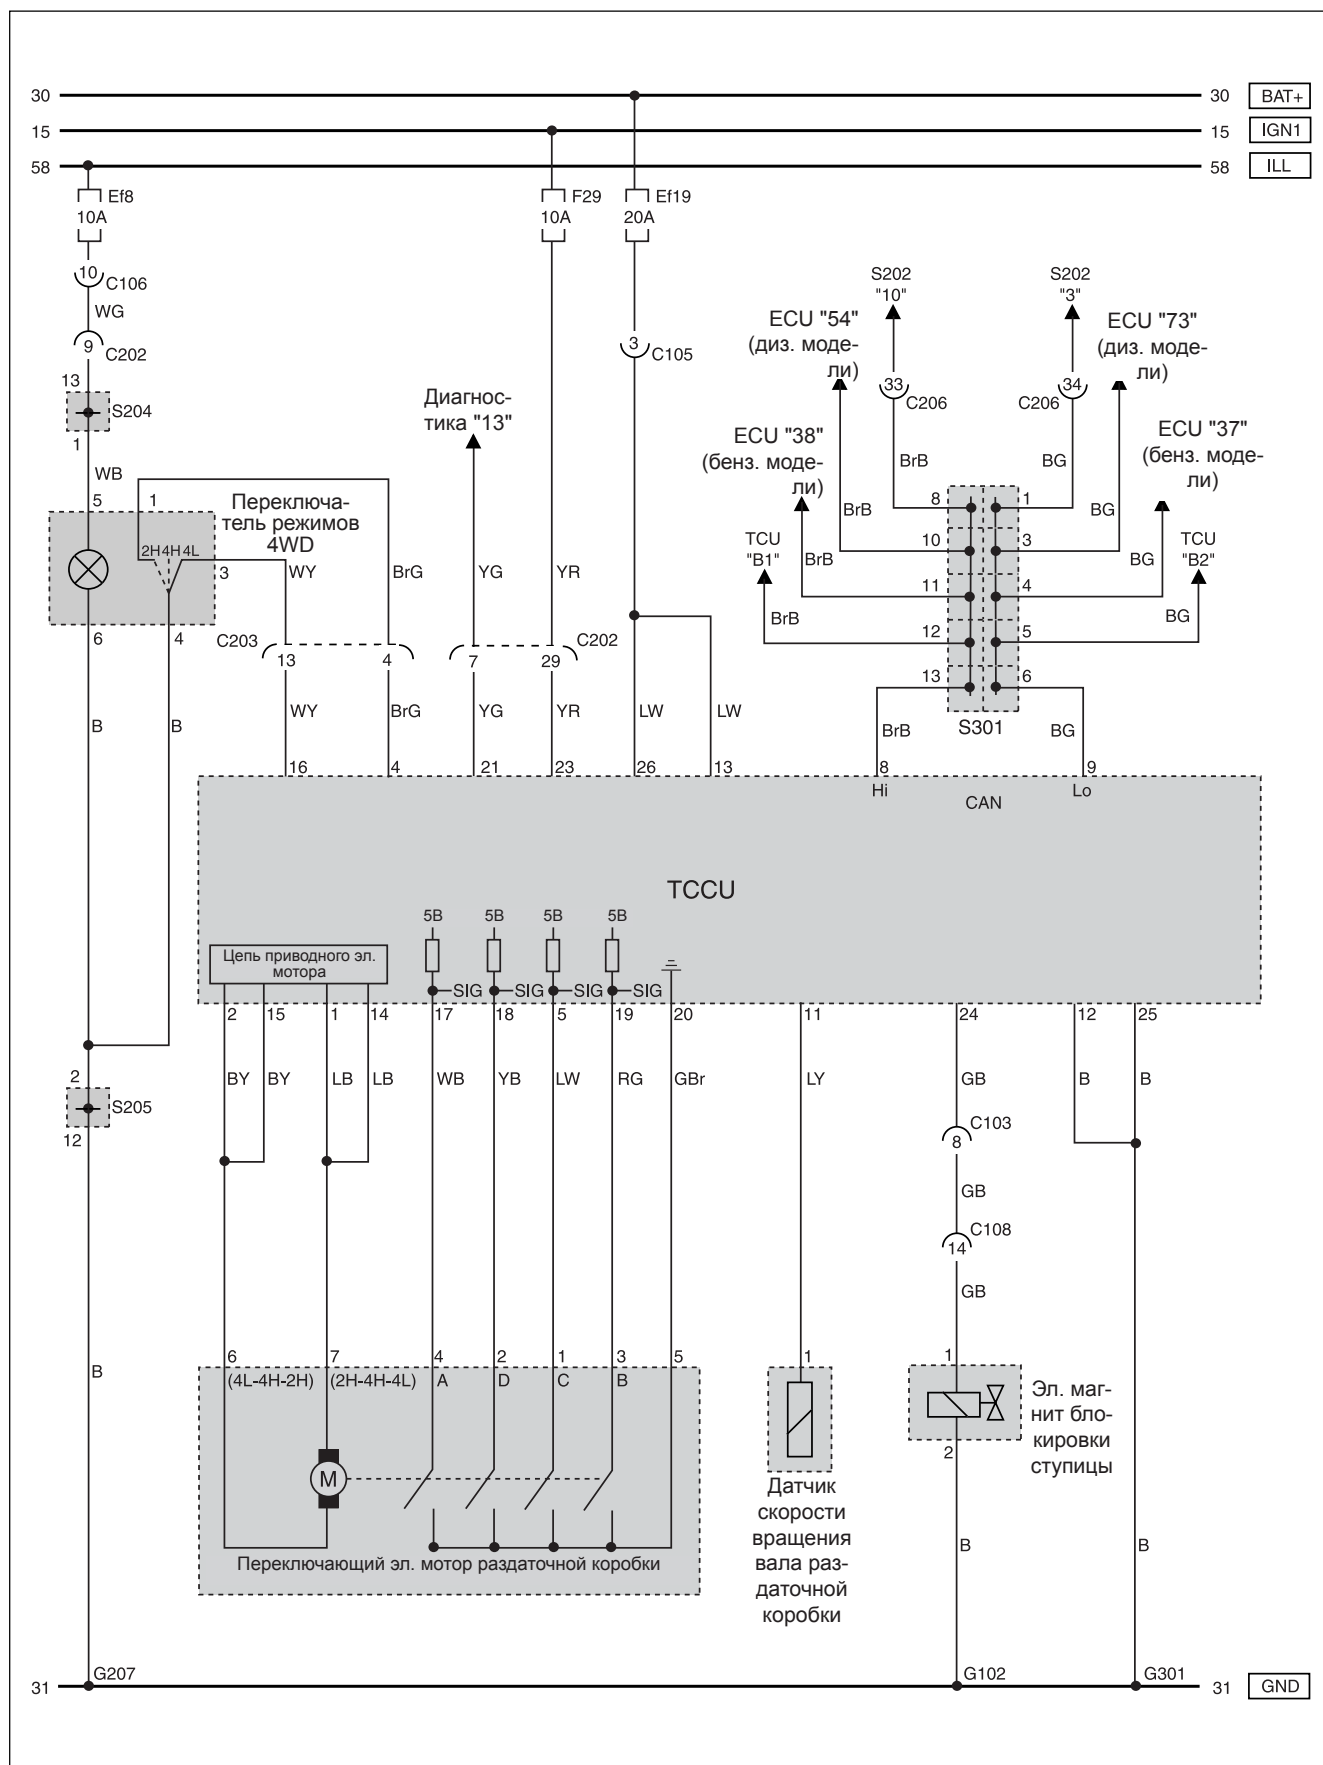 30 30 BAT+
15 15 IGN1
58 58 ILL
Ef8 F29 Ef19
10A 10A 20A
10 C106
WG
9 C202
13
S204
1
WB
5 1
3 C105
S202 S202
"10" "3"
ECU "54" ECU "73"
(диз. моде- (диз. моде-
ли) ли)
33 34
C206 C206
Диагнос-
тика "13"
ECU "38" ECU "37"
(бенз. моде- (бенз. моде-
ли) ли)
BrB BG
8 1
BrB BG
10 3
TCU TCU
"B1" "B2"
BrB BG
11 4
BrB BG
12 5
13 6
S301
BrB BG
Переключа-
тель режимов
4WD
2H 4H 4L
3 WY BrG YG YR
6 4
C203 C202
13 4 7 29
B B WY BrG YG YR LW LW
16 4 21 23 26 13 8 9
Hi CAN Lo
TCCU
5В 5В 5В 5В
Цепь приводного эл.
мотора
SIG SIG SIG SIG
2 15 1 14 17 18 5 19 20 11 24 12 25
2
BY BY LB LB WB YB LW RG GBr LY GB B B
S205
12
C103
8
GB
C108
14
GB
6 7 4 2 1 3 5 1 1
B
(4L-4H-2H) (2H-4H-4L) A D C B
M
2
Эл. маг-
нит бло-
кировки
ступицы
Датчик
скорости
вращения
вала раз-
даточной
коробки
B B
Переключающий эл. мотор раздаточной коробки
G207 G102 G301
31 31 GND